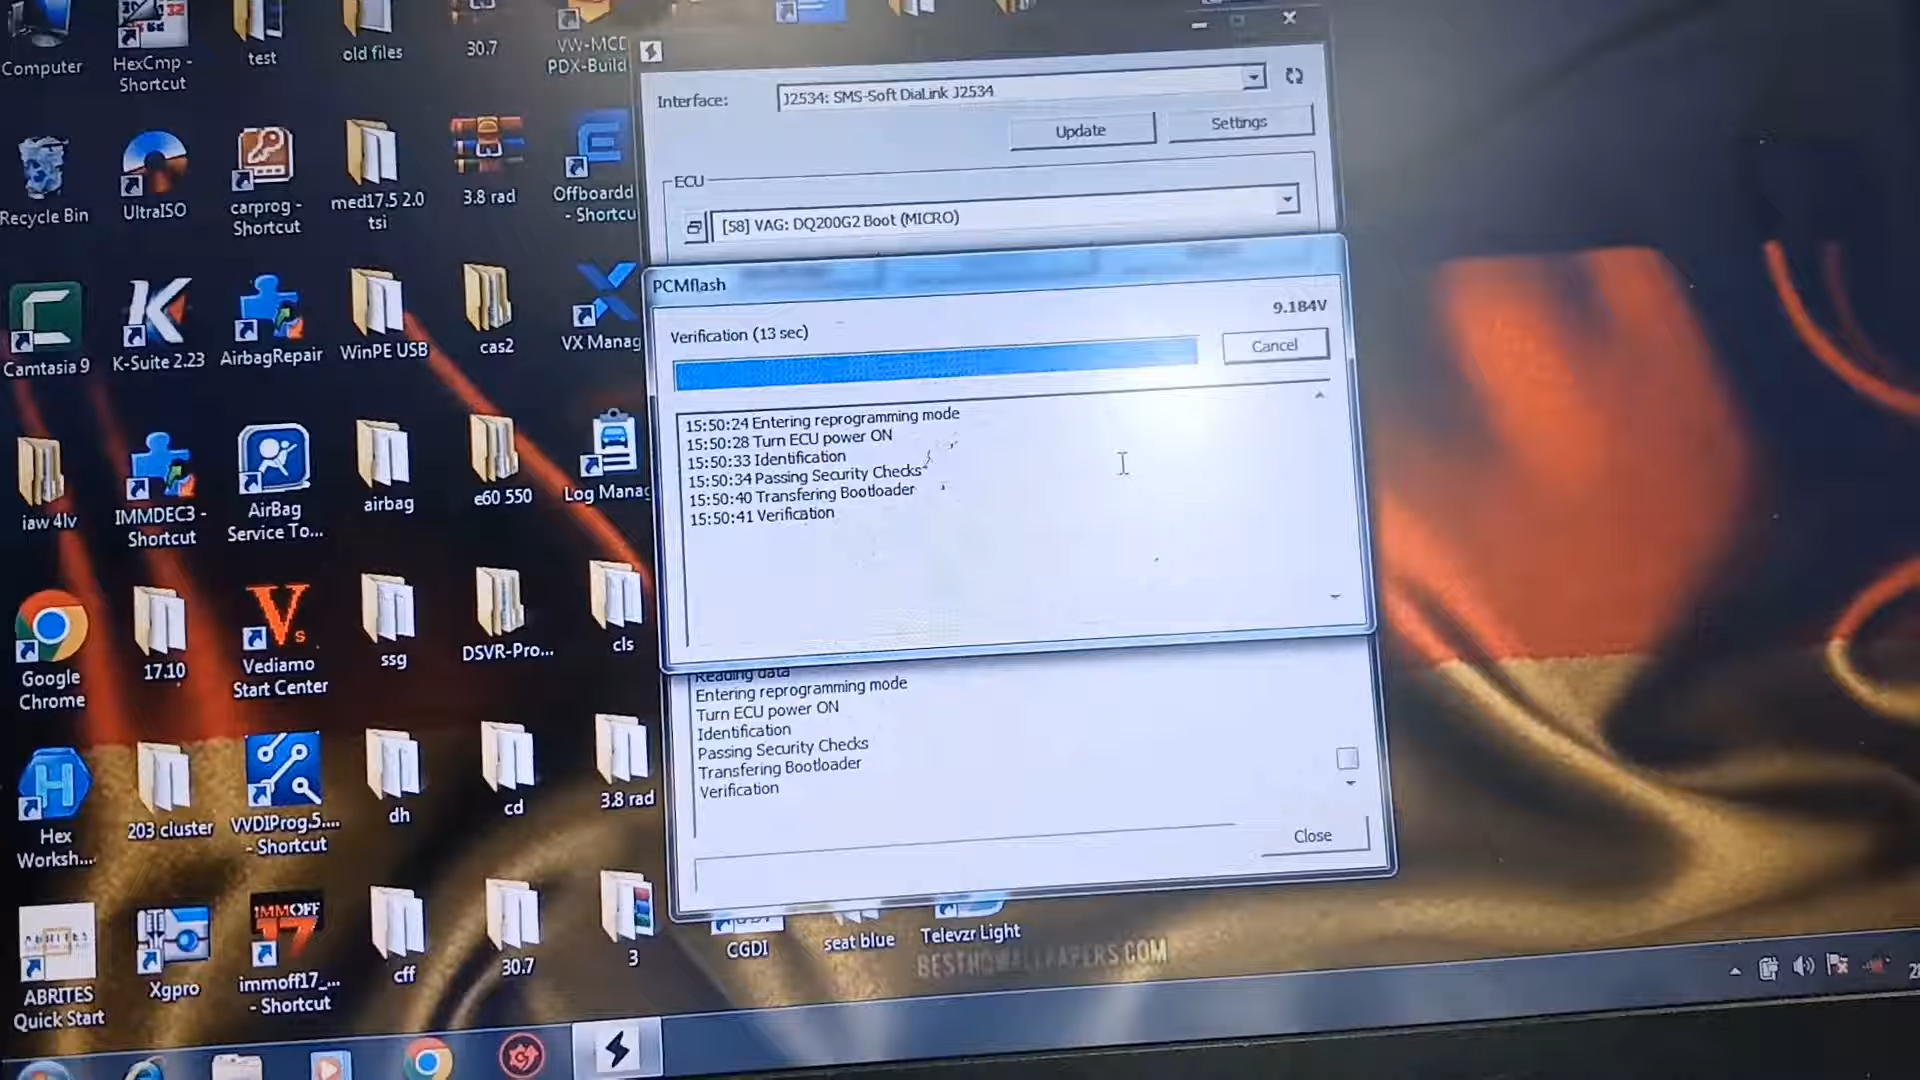 Computer
HexCmp -
Shortcut
test
old files
30.7
VW-MCD
PDX-Build
Recycle Bin
UltraISO
carprog -
Shortcut
med17.5 2.0
tsi
3.8 rad
Offboardd
- Shortcu
Camtasia 9
K-Suite 2.23
AirbagRepair
WinPE USB
cas2
VX Manag
iaw 4lv
IMMDEC3 -
Shortcut
AirBag
Service To...
airbag
e60 550
Log Manag
Google
Chrome
17.10
Vediamo
Start Center
ssg
DSVR-Pro...
cls
Hex
Worksh...
203 cluster
VVDIProg.5....
- Shortcut
dh
cd
3.8 rad
ABRITES
Quick Start
Xgpro
IMMOFF
17
immoff17_...
- Shortcut
cff
30.7
3
CGDI
seat blue
Televzr Light
Interface:
J2534: SMS-Soft DiaLink J2534
Update
Settings
ECU
[58] VAG: DQ200G2 Boot (MICRO)
PCMflash
9.184V
Verification (13 sec)
Cancel
15:50:24 Entering reprogramming mode
15:50:28 Turn ECU power ON
15:50:33 Identification
15:50:34 Passing Security Checks
15:50:40 Transfering Bootloader
15:50:41 Verification
Reading data
Entering reprogramming mode
Turn ECU power ON
Identification
Passing Security Checks
Transfering Bootloader
Verification
Close
BESTHDWALLPAPERS.COM